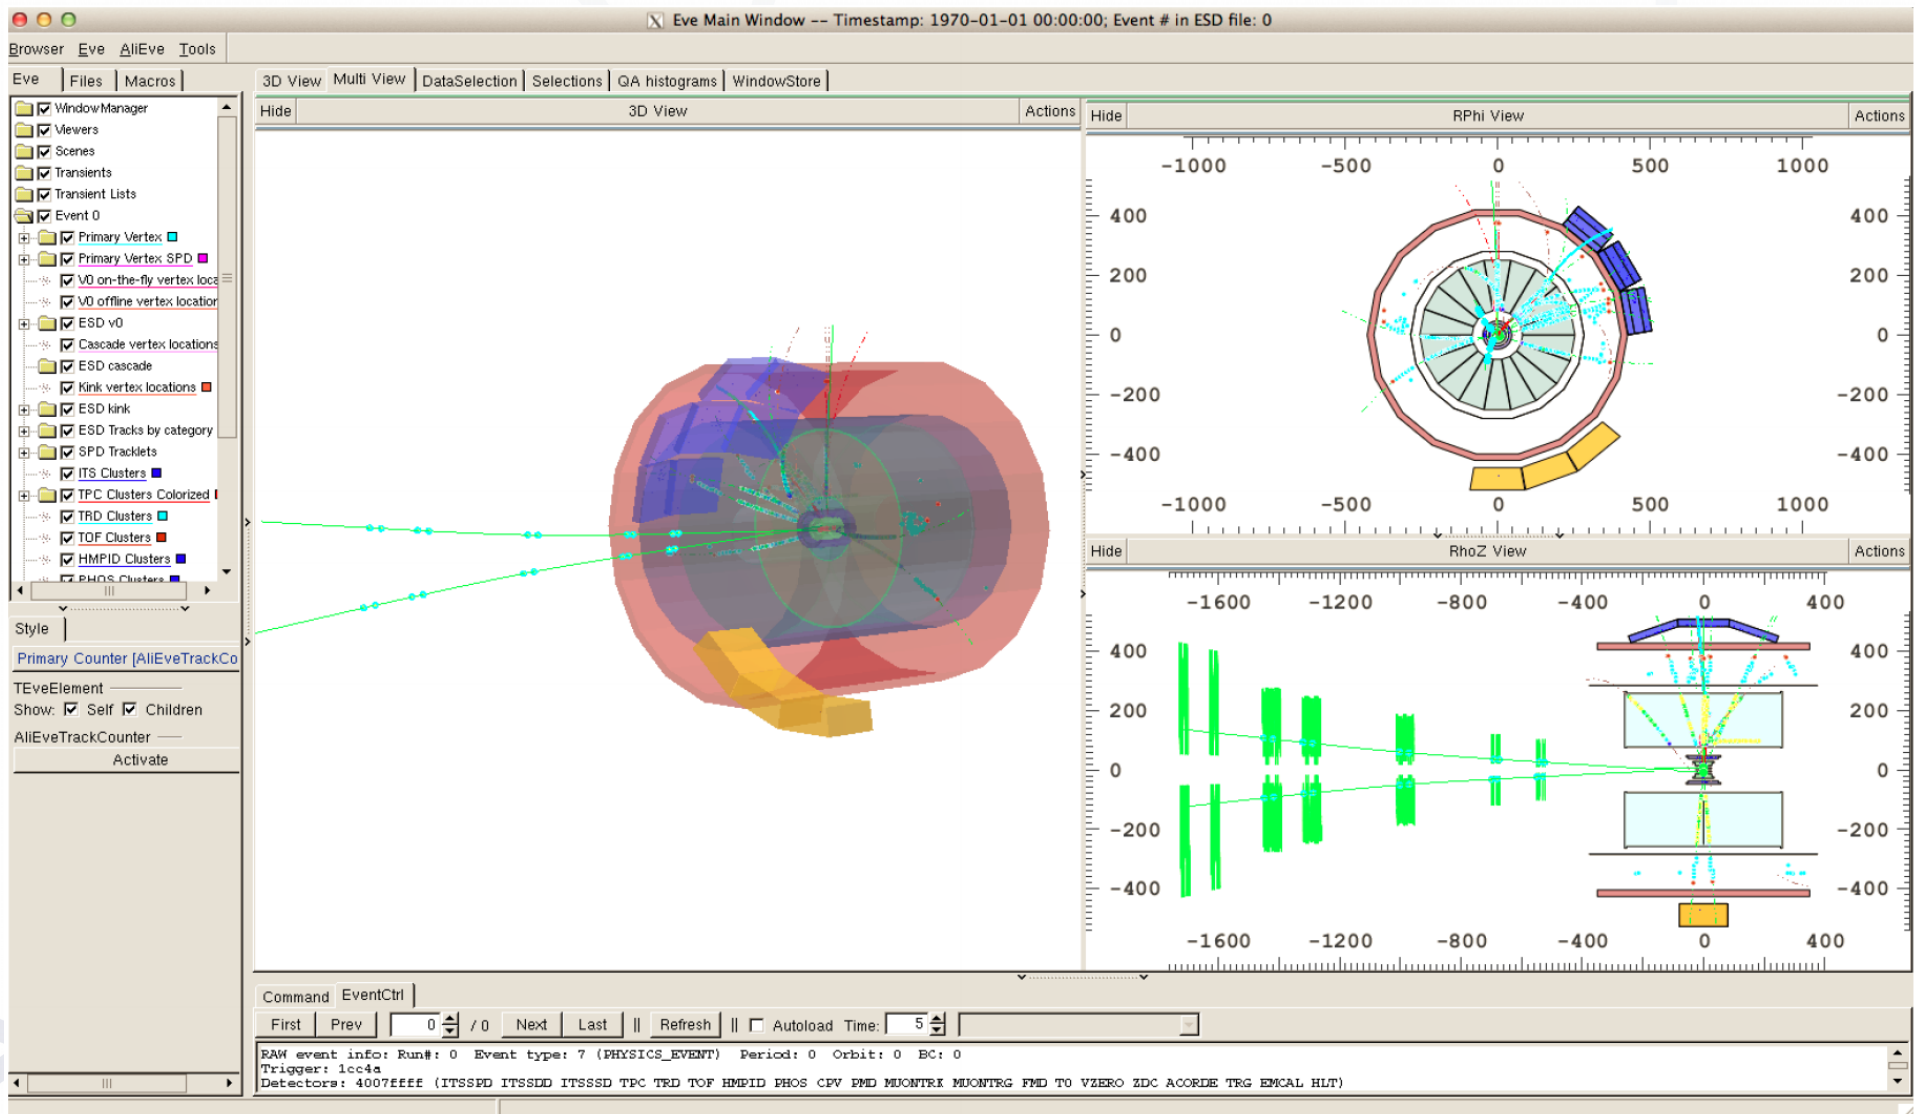 Eve Main Window -- Timestamp: 1970-01-01 00:00:00; Event # in ESD file: 0
Browser Eve AliEve Tools
Eve Files Macros
WindowManager
Viewers
Scenes
Transients
Transient Lists
Event 0
Primary Vertex
Primary Vertex SPD
V0 on-the-fly vertex loca
V0 offline vertex location
ESD v0
Cascade vertex locations
ESD cascade
Kink vertex locations
ESD kink
ESD Tracks by category
SPD Tracklets
ITS Clusters
TPC Clusters Colorized
TRD Clusters
TOF Clusters
HMPID Clusters
PHOS Clusters
Style
Primary Counter [AliEveTrackCo
TEveElement
Show: Self Children
AliEveTrackCounter
Activate
3D View Multi View DataSelection Selections QA histograms WindowStore
Hide 3D View Actions
Hide RPhi View Actions
-1000 -500 0 500 1000
400 400
200 200
0 0
-200 -200
-400 -400
-1000 -500 0 500 1000
Hide RhoZ View Actions
-1600 -1200 -800 -400 0 400
400 400
200 200
0 0
-200 -200
-400 -400
-1600 -1200 -800 -400 0 400
Command EventCtrl
First Prev 0 / 0 Next Last || Refresh || Autoload Time: 5
RAW event info: Run#: 0 Event type: 7 (PHYSICS_EVENT) Period: 0 Orbit: 0 BC: 0
Trigger: 1cc4a
Detectors: 4007ffff (ITSSPD ITSSDD ITSSSD TPC TRD TOF HMPID PHOS CPV PMD MUONTRK MUONTRG FMD T0 VZERO ZDC ACORDE TRG EMCAL HLT)